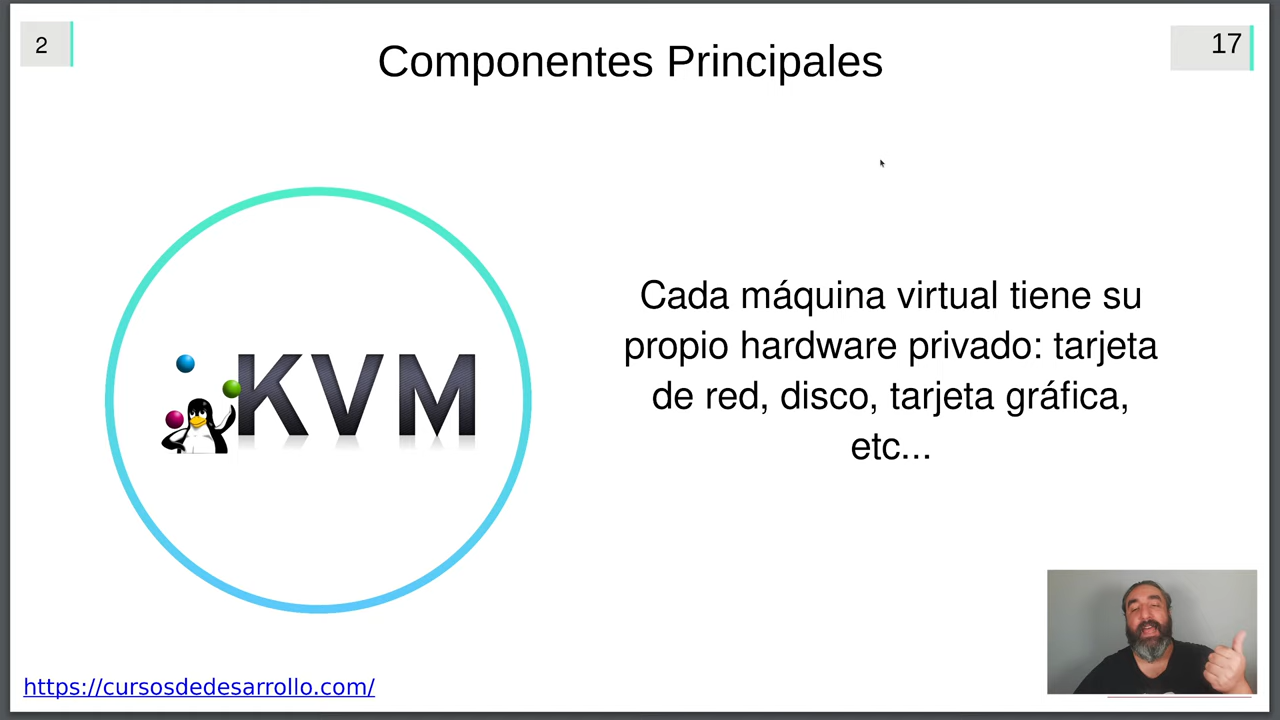 2
Componentes Principales
17
KVM
Cada máquina virtual tiene su
propio hardware privado: tarjeta
de red, disco, tarjeta gráfica,
etc...
https://cursosdedesarrollo.com/